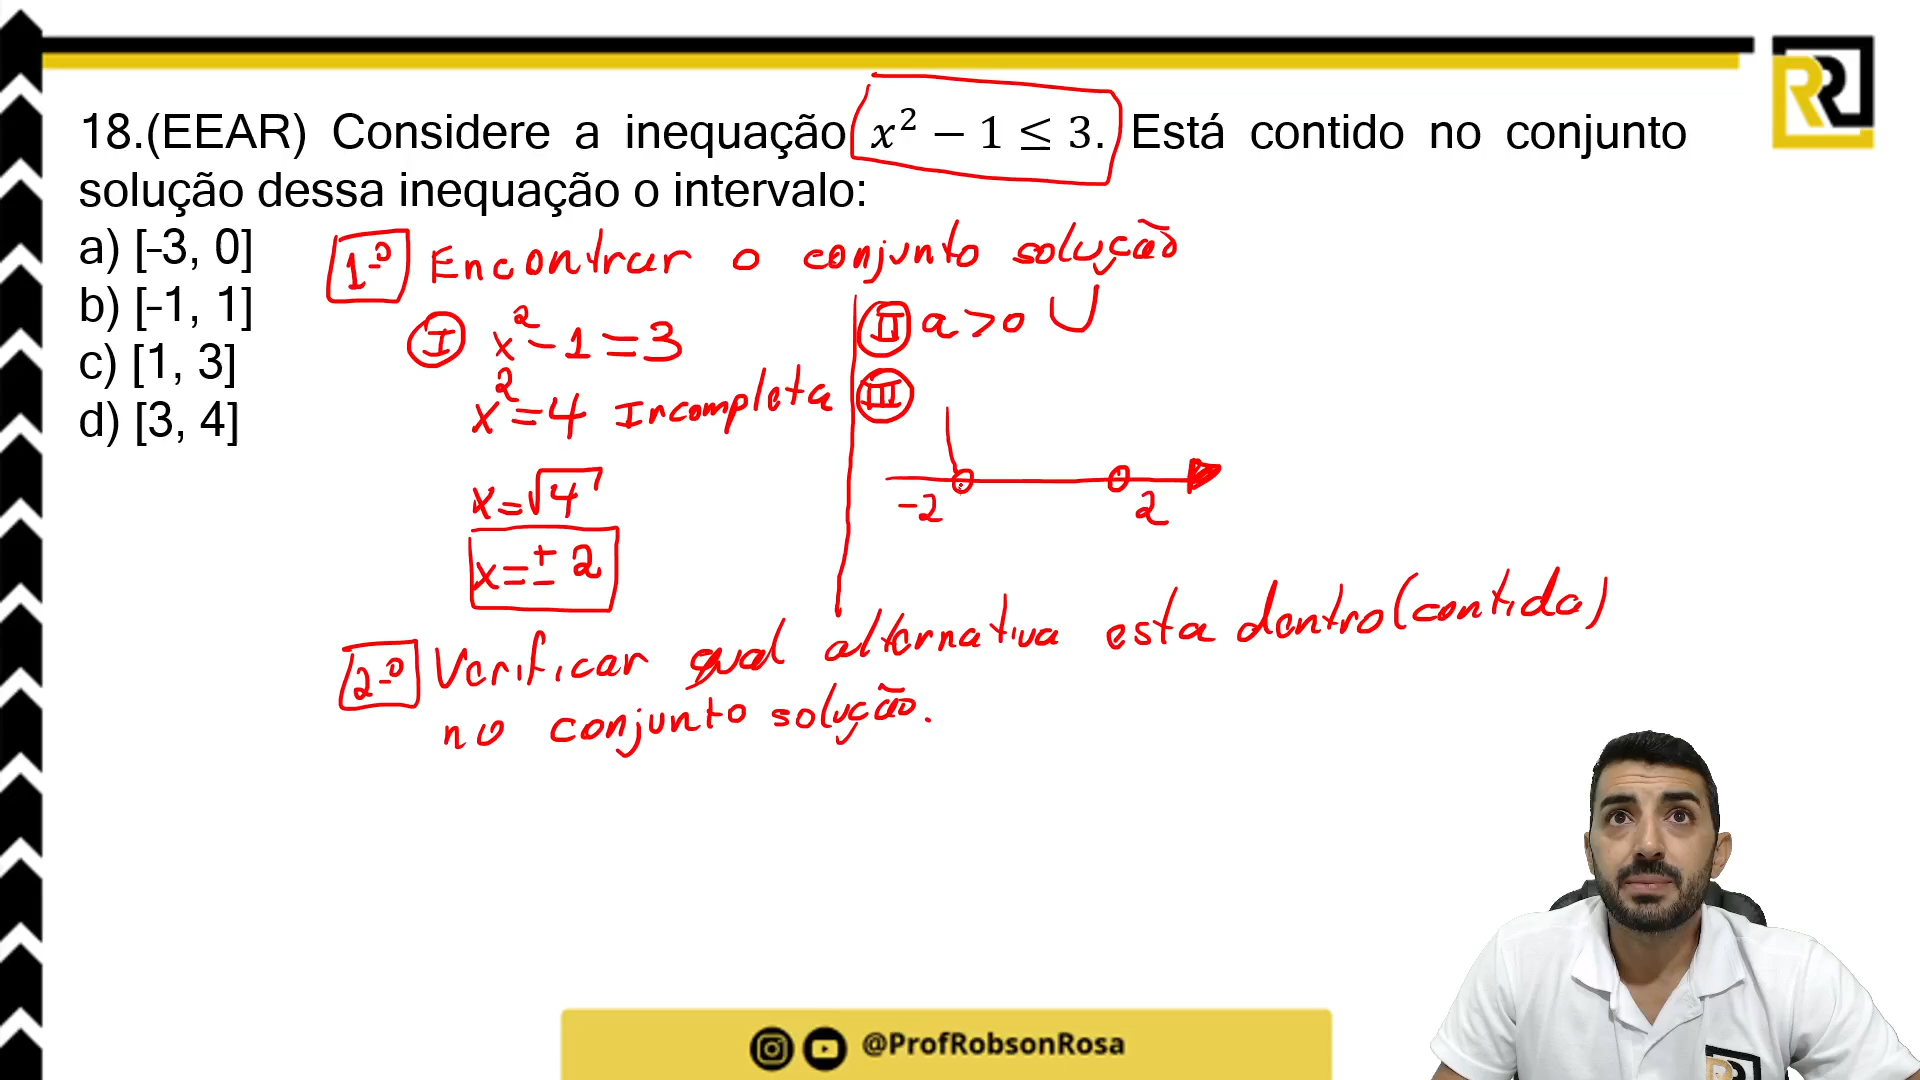 18.(EEAR) Considere a inequação x² − 1 ≤ 3. Está contido no conjunto
solução dessa inequação o intervalo:
a) [-3, 0]
b) [-1, 1]
c) [1, 3]
d) [3, 4]
1º Encontrar o conjunto solução
I x² - 1 = 3
x² = 4 Incompleta
x = √4
x = ± 2
II a > 0
III
-2 2
2º Verificar qual alternativa esta dentro (contida)
no conjunto solução.
@ProfRobsonRosa
RR